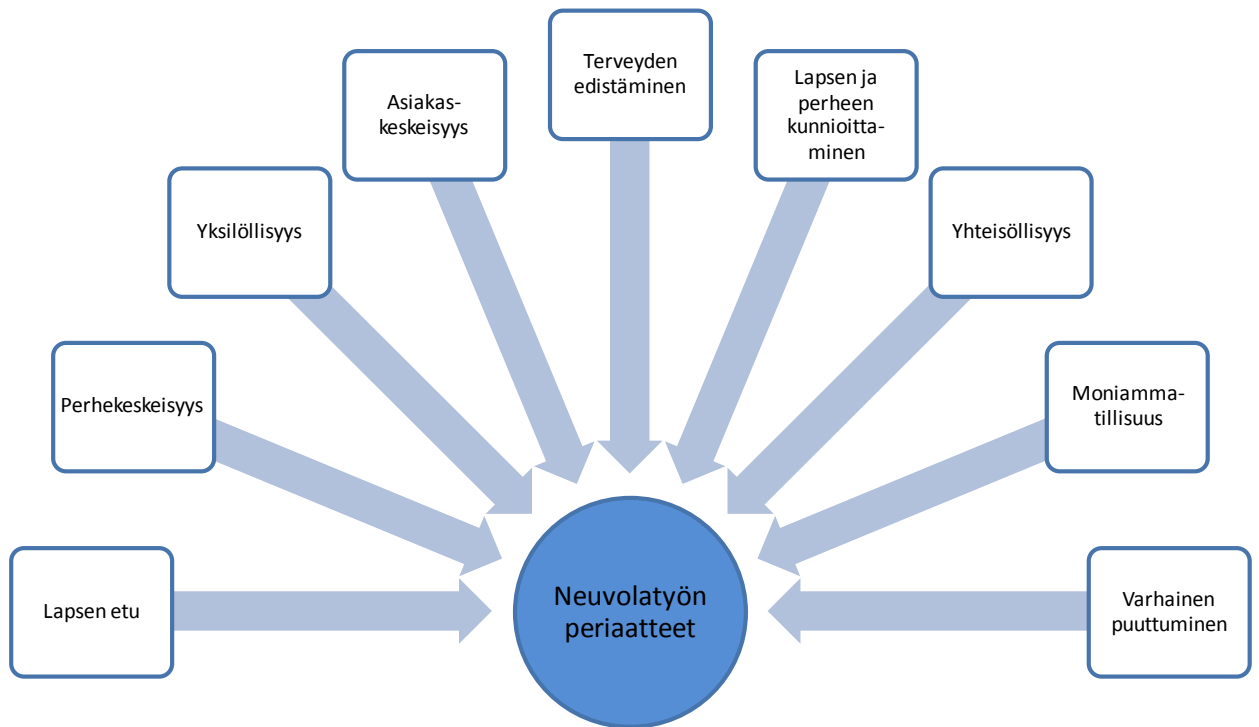 Terveyden
edistäminen
Asiakas-
keskeisyys
Lapsen ja
perheen
kunnioitta-
minen
Yksilöllisyys
Yhteisöllisyys
Perhekeskeisyys
Moniamma-
tillisuus
Lapsen etu
Neuvolatyön
periaatteet
Varhainen
puuttuminen